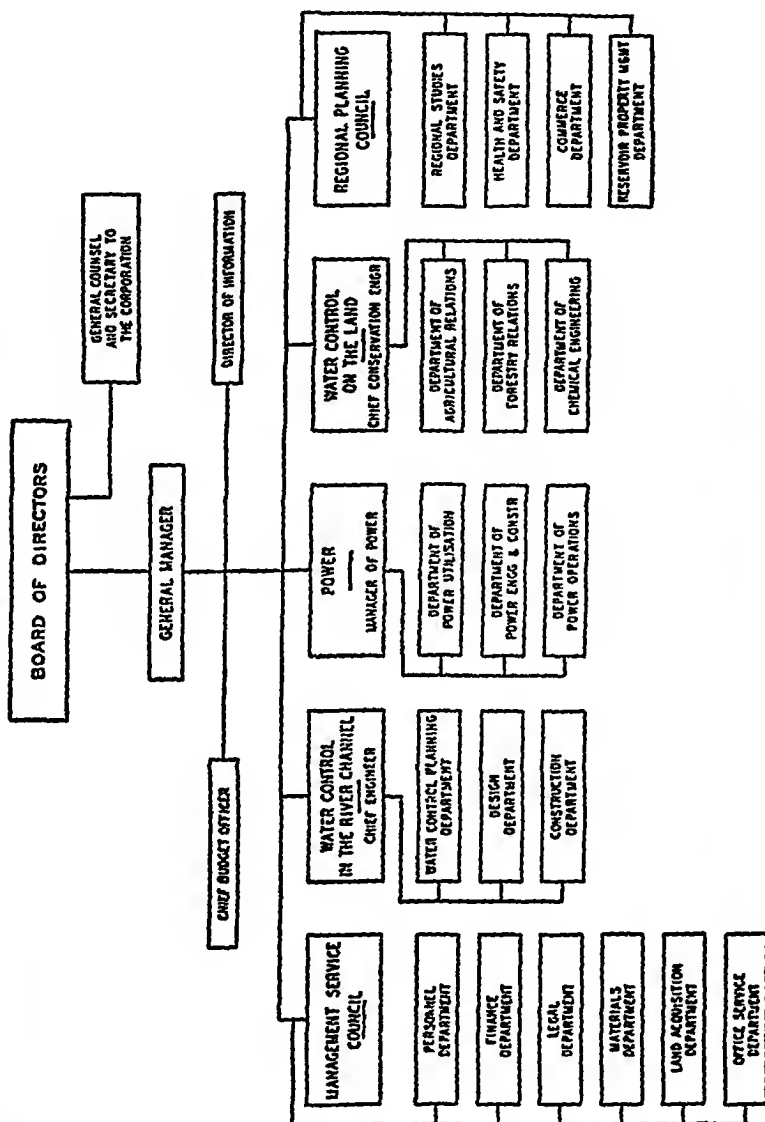 BOARD OF DIRECTORS
GENERAL COUNSEL
AND SECRETARY TO
THE CORPORATION
GENERAL MANAGER
CHIEF BUDGET OFFICER
DIRECTOR OF INFORMATION
MANAGEMENT SERVICE
COUNCIL
PERSONNEL
DEPARTMENT
FINANCE
DEPARTMENT
LEGAL
DEPARTMENT
MATERIALS
DEPARTMENT
LAND ACQUISITION
DEPARTMENT
OFFICE SERVICE
DEPARTMENT
WATER CONTROL
IN THE RIVER CHANNEL
CHIEF ENGINEER
WATER CONTROL PLANNING
DEPARTMENT
DESIGN
DEPARTMENT
CONSTRUCTION
DEPARTMENT
POWER
MANAGER OF POWER
DEPARTMENT OF
POWER UTILISATION
DEPARTMENT OF
POWER ENGG & CONSTR
DEPARTMENT OF
POWER OPERATIONS
WATER CONTROL
ON THE LAND
CHIEF CONSERVATION ENGR
DEPARTMENT OF
AGRICULTURAL RELATIONS
DEPARTMENT OF
FORESTRY RELATIONS
DEPARTMENT OF
CHEMICAL ENGINEERING
REGIONAL PLANNING
COUNCIL
REGIONAL STUDIES
DEPARTMENT
HEALTH AND SAFETY
DEPARTMENT
COMMERCE
DEPARTMENT
RESERVOIR PROPERTY MGMT
DEPARTMENT